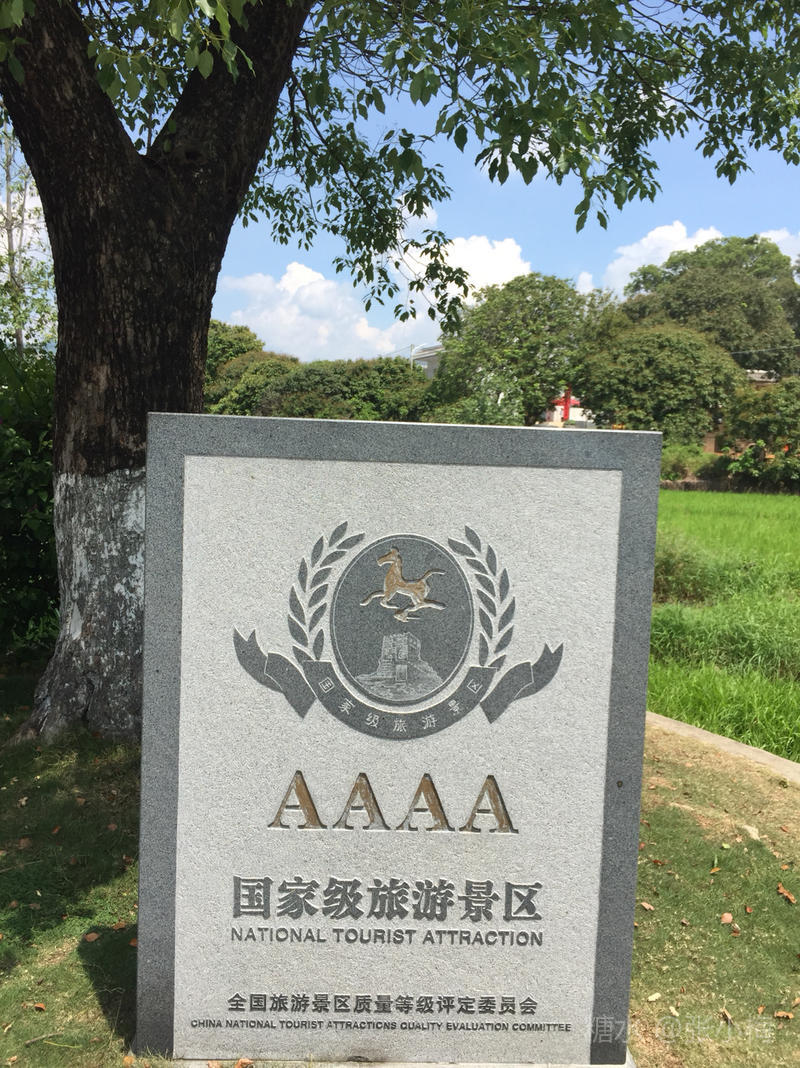 国家级旅游景区
AAAA
国家级旅游景区
NATIONAL TOURIST ATTRACTION
全国旅游景区质量等级评定委员会
CHINA NATIONAL TOURIST ATTRACTIONS QUALITY EVALUATION COMMITTEE